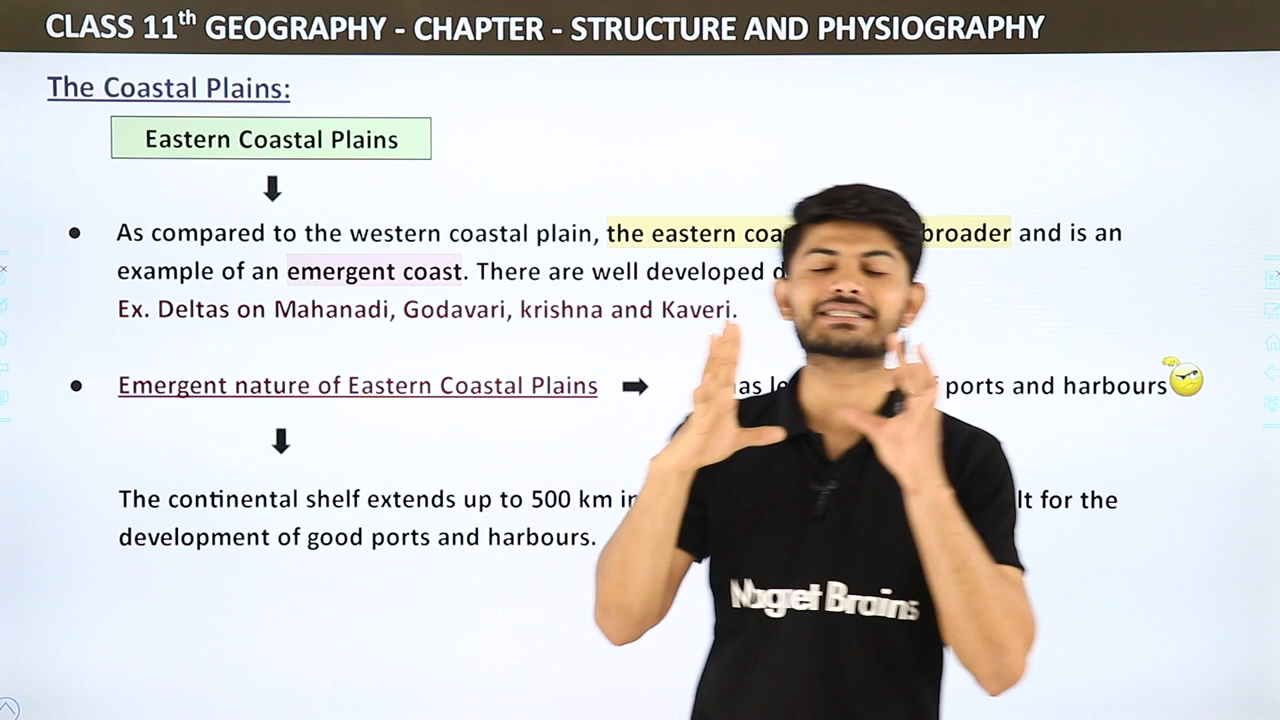 CLASS 11th GEOGRAPHY - CHAPTER - STRUCTURE AND PHYSIOGRAPHY
The Coastal Plains:
Eastern Coastal Plains
As compared to the western coastal plain, the eastern broader and is an
example of an emergent coast. There are well developed
Ex. Deltas on Mahanadi, Godavari, krishna and Kaveri.
Emergent nature of Eastern Coastal Plains ports and harbours
The continental shelf extends up to 500 km for the
development of good ports and harbours.
Magnet Brains